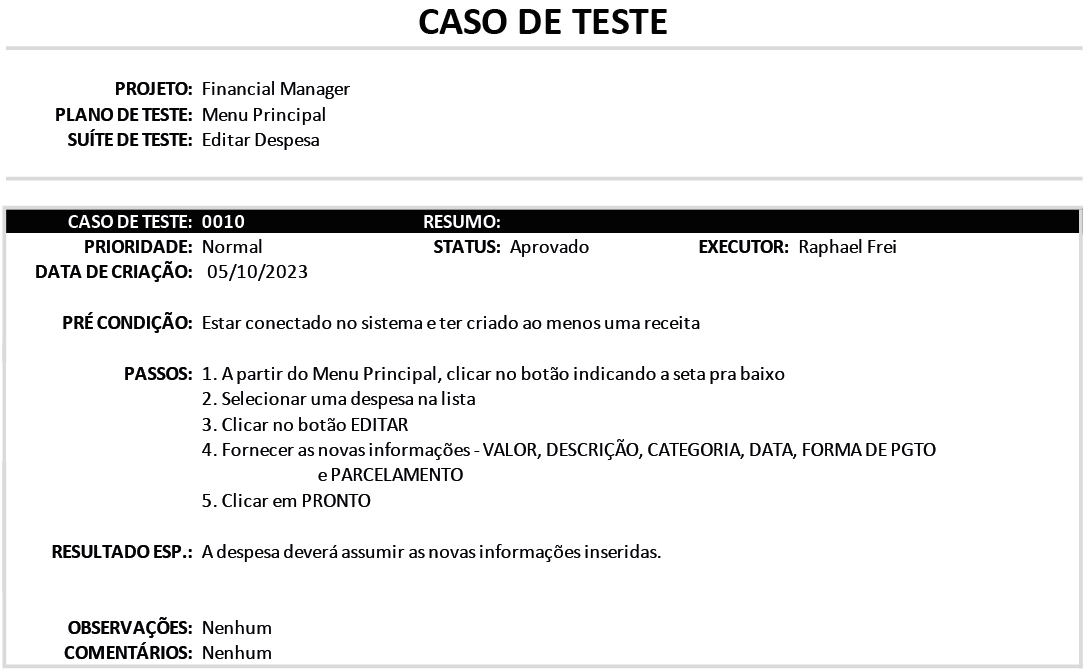 CASO DE TESTE
PROJETO: Financial Manager
PLANO DE TESTE: Menu Principal
SUÍTE DE TESTE: Editar Despesa
CASO DE TESTE: 0010 RESUMO:
PRIORIDADE: Normal STATUS: Aprovado EXECUTOR: Raphael Frei
DATA DE CRIAÇÃO: 05/10/2023
PRÉ CONDIÇÃO: Estar conectado no sistema e ter criado ao menos uma receita
PASSOS: 1. A partir do Menu Principal, clicar no botão indicando a seta pra baixo
2. Selecionar uma despesa na lista
3. Clicar no botão EDITAR
4. Fornecer as novas informações - VALOR, DESCRIÇÃO, CATEGORIA, DATA, FORMA DE PGTO
e PARCELAMENTO
5. Clicar em PRONTO
RESULTADO ESP.: A despesa deverá assumir as novas informações inseridas.
OBSERVAÇÕES: Nenhum
COMENTÁRIOS: Nenhum